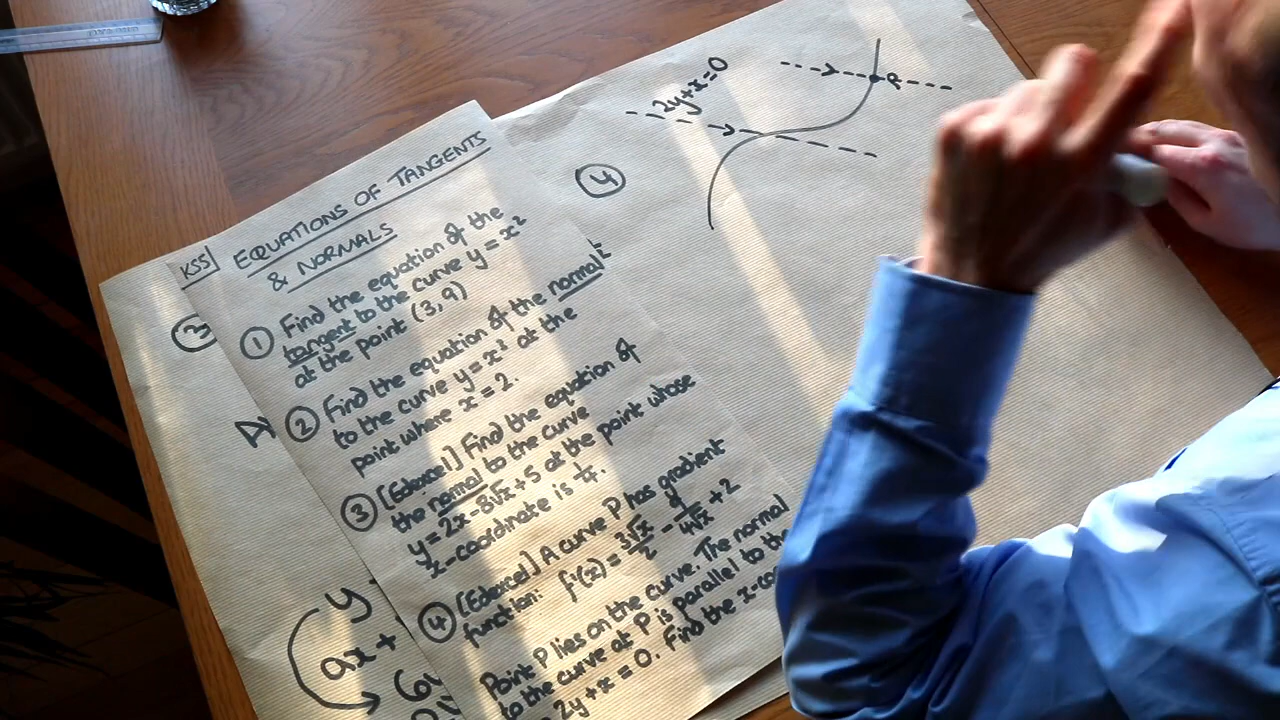 KS5
EQUATIONS OF TANGENTS
& NORMALS
① Find the equation of the
tangent to the curve y = x²
at the point (3, 9)
② Find the equation of the normal
to the curve y = x² at the
point where x = 2.
③ [Edexcel] Find the equation of
the normal to the curve
y = 2x - 8√x + 5 at the point whose
x-coordinate is 1/4.
④ [Edexcel] A curve P has gradient
function: f'(x) = 3√x/2 - 9/4√x + 2
Point P lies on the curve. The normal
to the curve at P is parallel to the
2y + x = 0. Find the x-co
③
A)
y
ax +
④
2y+x=0
P